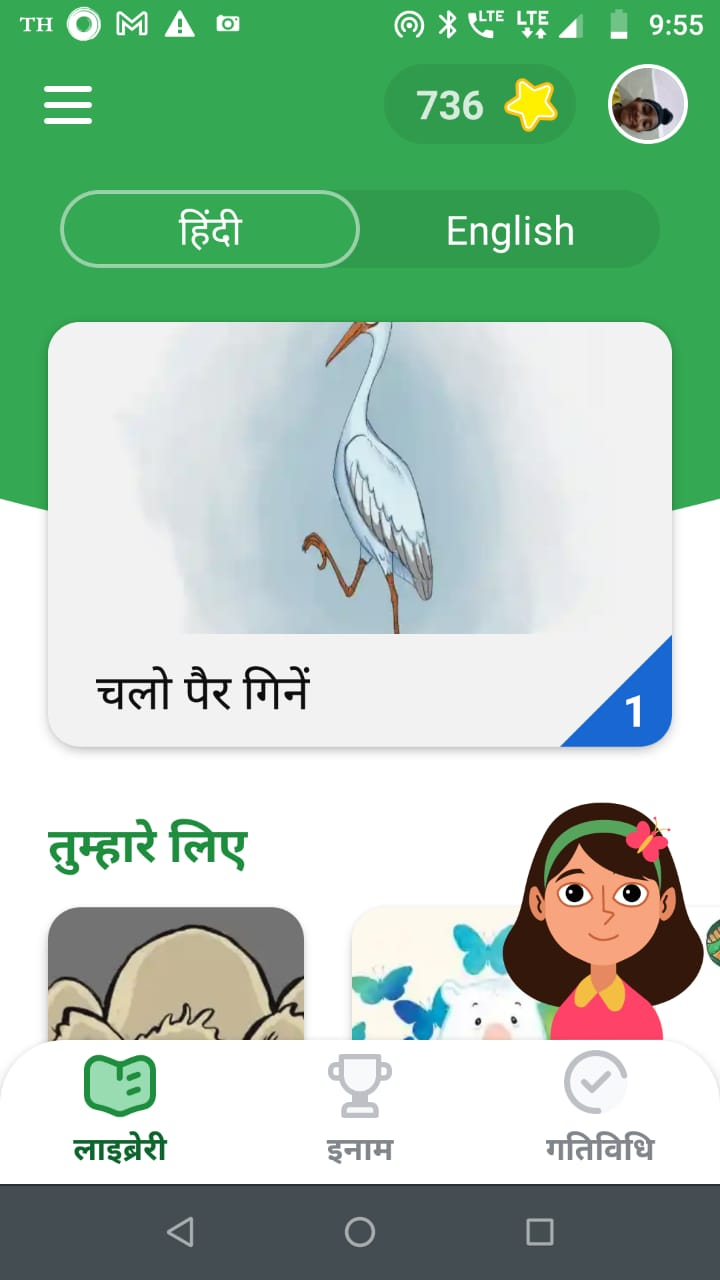 TH LTE LTE 9:55
736
हिंदी English
चलो पैर गिनें
1
तुम्हारे लिए
लाइब्रेरी इनाम गतिविधि